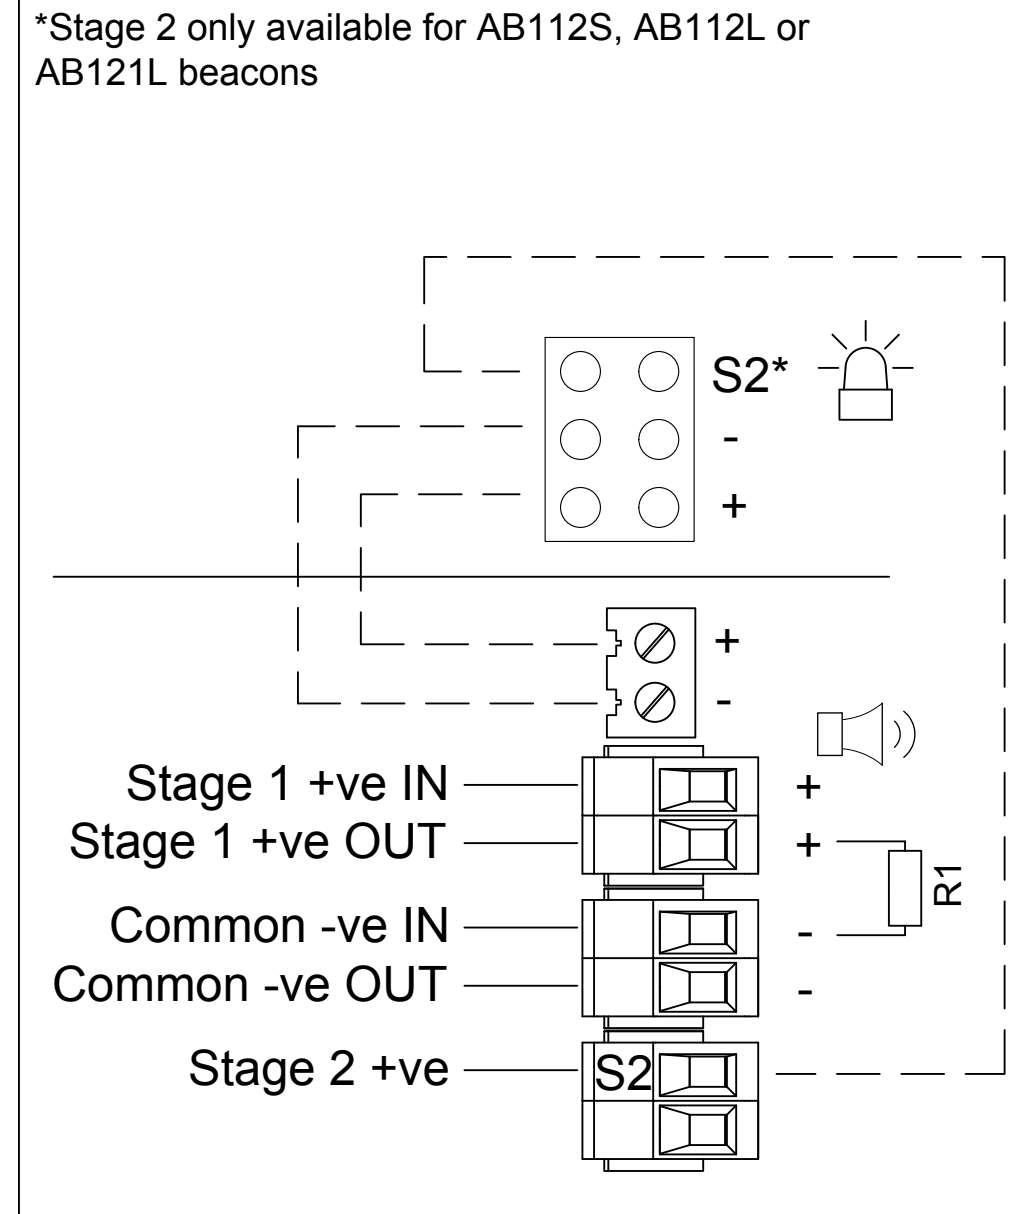 *Stage 2 only available for AB112S, AB112L or
AB121L beacons
S2*
-
+
+
-
Stage 1 +ve IN
+
Stage 1 +ve OUT
+
R1
Common -ve IN
-
Common -ve OUT
-
Stage 2 +ve
S2